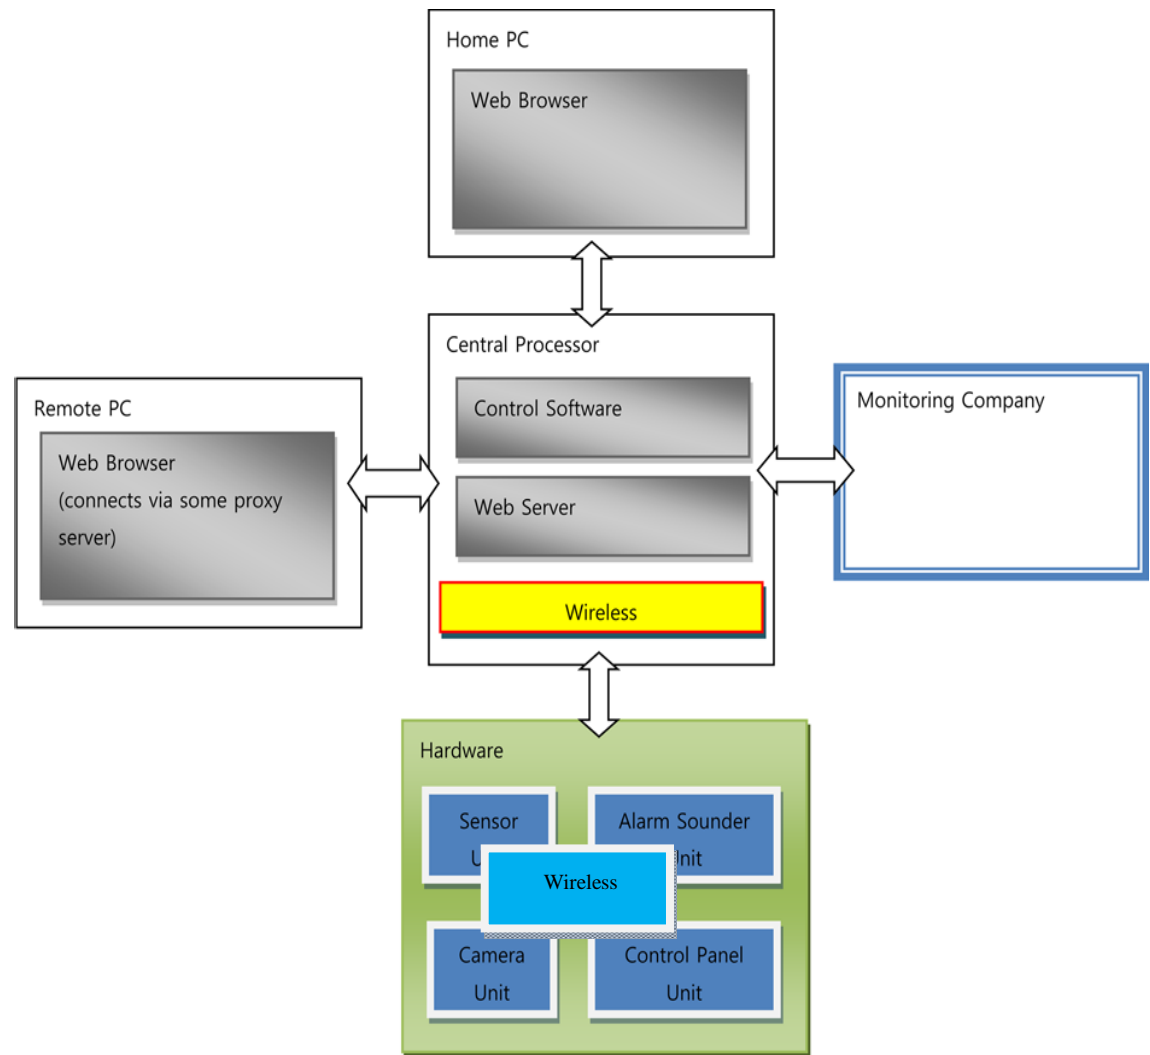 Home PC
Web Browser
Central Processor
Control Software
Web Server
Wireless
Remote PC
Web Browser
(connects via some proxy
server)
Monitoring Company
Hardware
Sensor
Alarm Sounder
Wireless
Camera
Unit
Control Panel
Unit